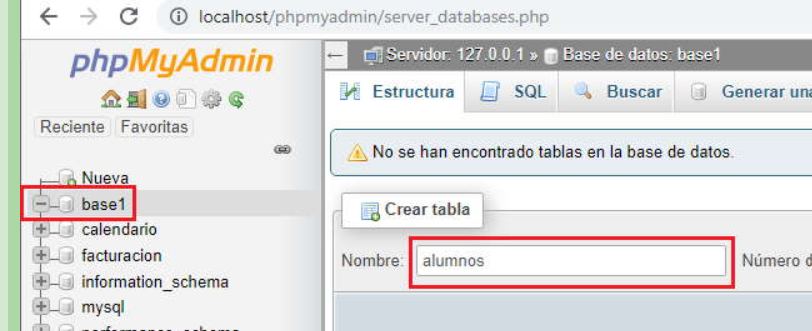 localhost/phpmyadmin/server_databases.php
phpMyAdmin
Reciente Favoritas
Nueva
base1
calendario
facturacion
information_schema
mysql
performance_schema
Servidor: 127.0.0.1 » Base de datos: base1
Estructura SQL Buscar Generar una
No se han encontrado tablas en la base de datos.
Crear tabla
Nombre: alumnos Número d